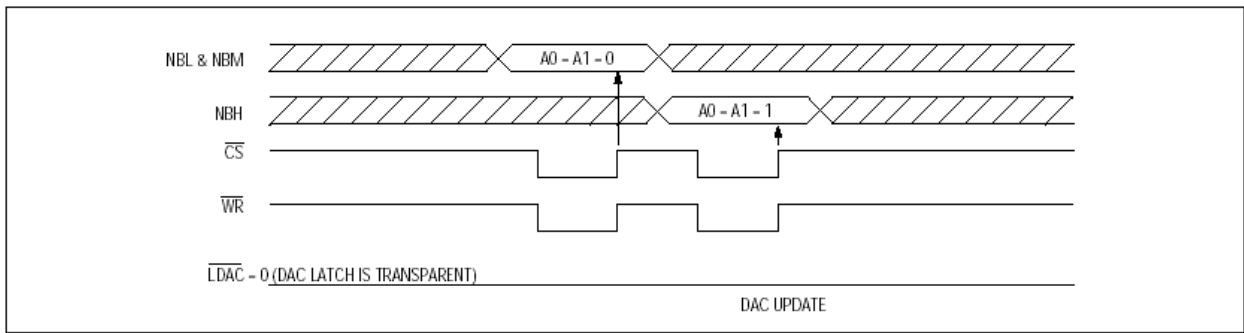 NBL & NBM
A0 – A1 – 0
NBH
A0 – A1 – 1
CS
WR
LDAC – 0 (DAC LATCH IS TRANSPARENT)
DAC UPDATE